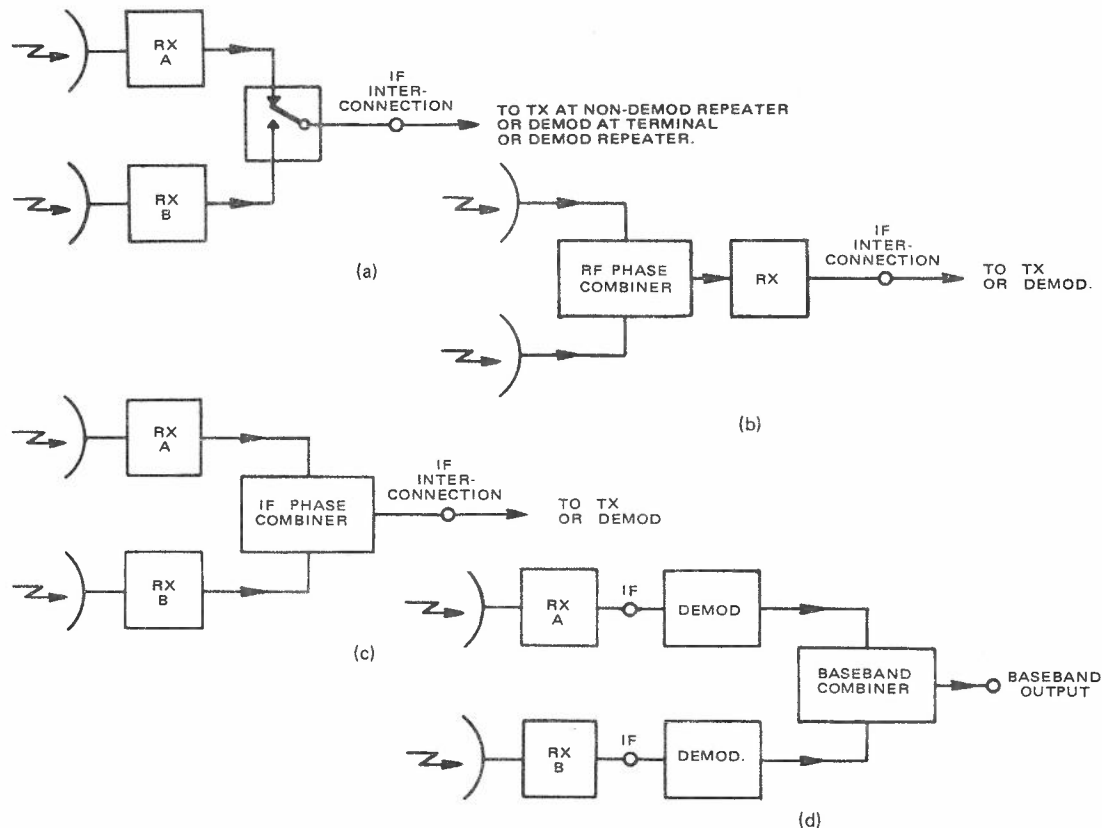 RX
A
IF
INTER-
CONNECTION
TO TX AT NON-DEMOD REPEATER
OR DEMOD AT TERMINAL
OR DEMOD REPEATER.
RX
B
(a)
RF PHASE
COMBINER
RX
IF
INTER-
CONNECTION
TO TX
OR DEMOD.
(b)
RX
A
IF PHASE
COMBINER
IF
INTER-
CONNECTION
TO TX
OR DEMOD
RX
B
(c)
RX
A
IF
DEMOD
BASEBAND
COMBINER
BASEBAND
OUTPUT
RX
B
IF
DEMOD.
(d)